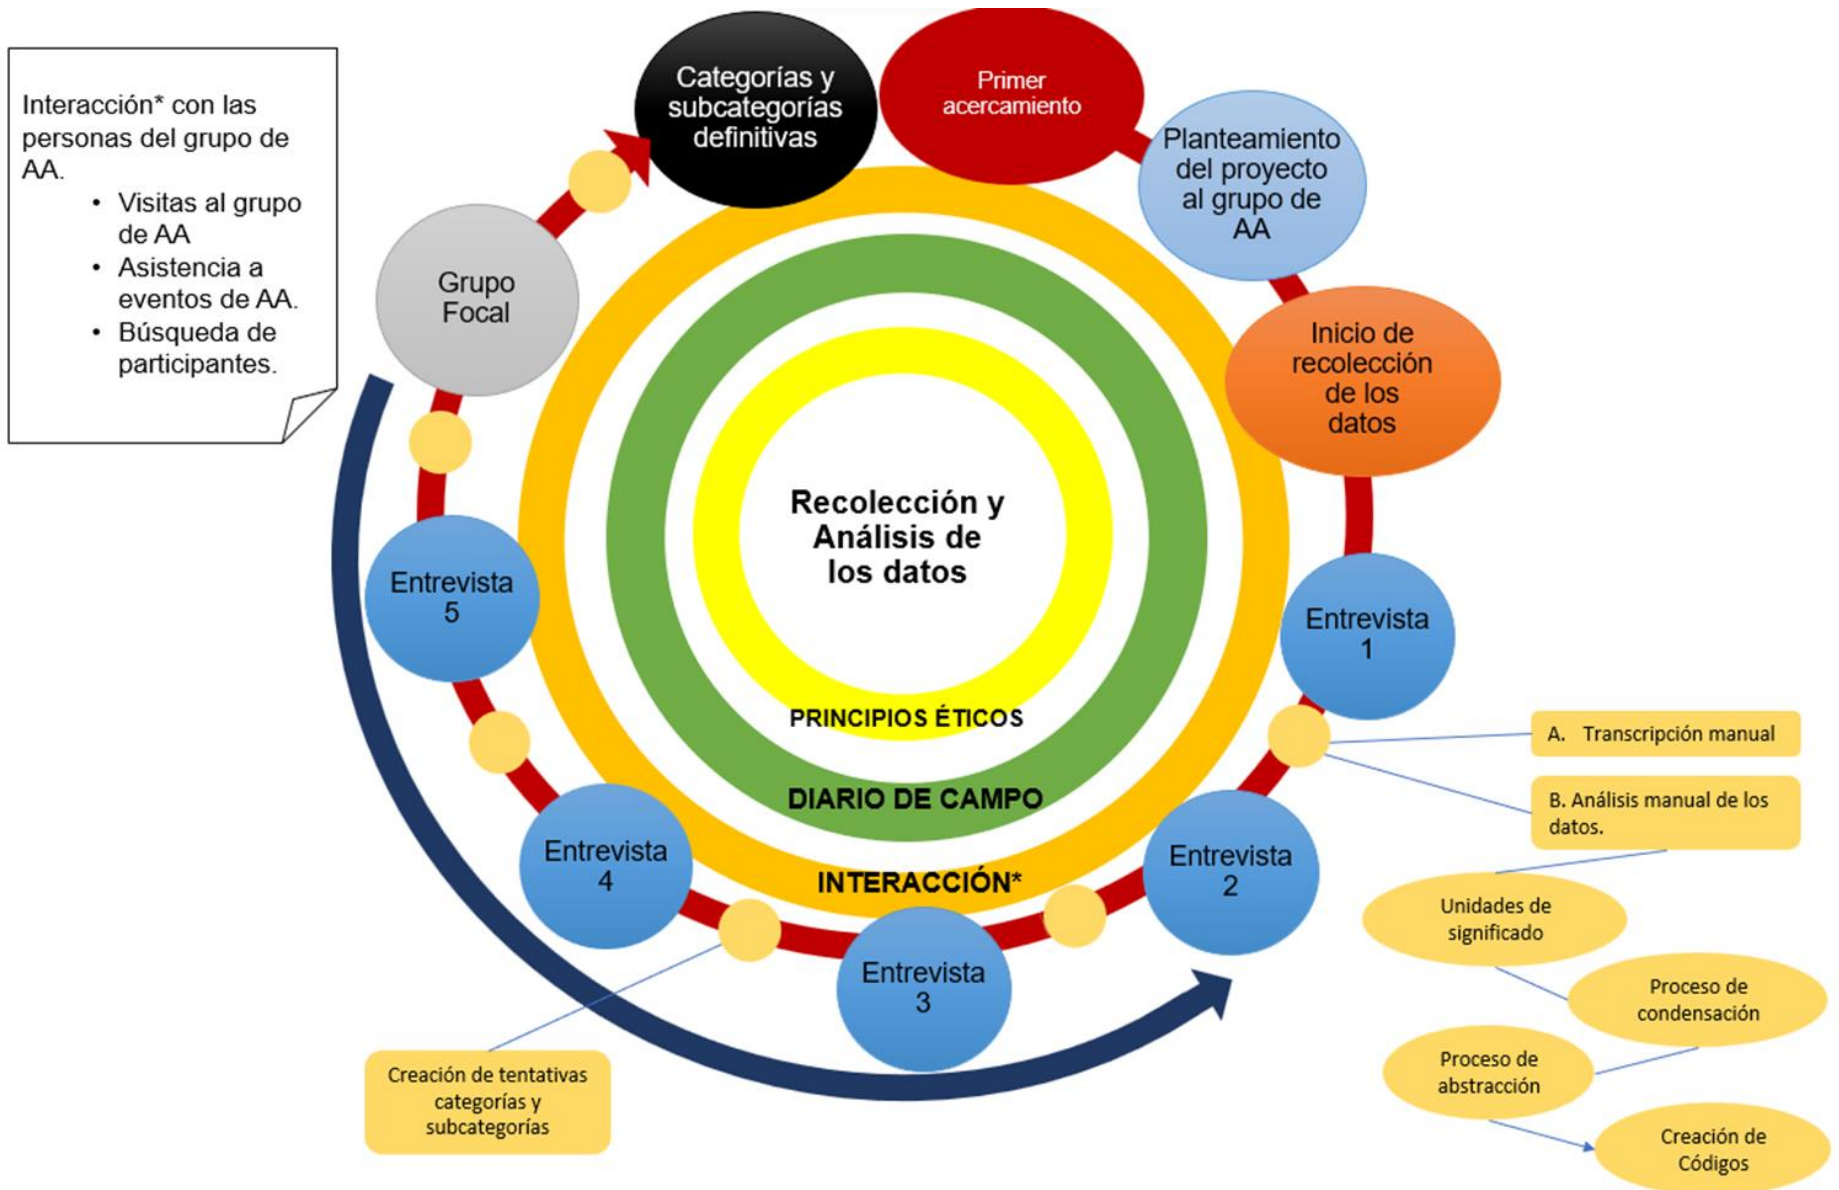 Interacción* con las
personas del grupo de
AA.
• Visitas al grupo
de AA
• Asistencia a
eventos de AA.
• Búsqueda de
participantes.
Categorías y
subcategorías
definitivas
Primer
acercamiento
Planteamiento
del proyecto
al grupo de
AA
Inicio de
recolección
de los
datos
Entrevista
1
A. Transcripción manual
B. Análisis manual de los
datos.
Unidades de
significado
Proceso de
condensación
Proceso de
abstracción
Creación de
Códigos
Entrevista
2
Entrevista
3
Creación de tentativas
categorías y
subcategorías
Entrevista
4
Entrevista
5
Grupo
Focal
Recolección y
Análisis de
los datos
PRINCIPIOS ÉTICOS
DIARIO DE CAMPO
INTERACCIÓN*